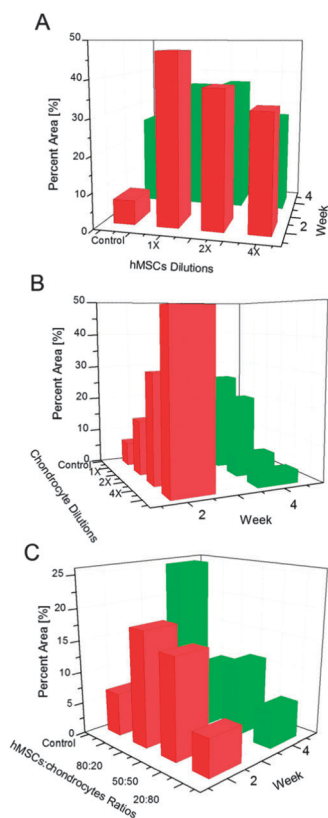 A
Percent Area [%]
50
40
30
20
10
0
Control
1X
2X
4X
hMSCs Dilutions
2
4
Week
B
Percent Area [%]
50
40
30
20
10
0
Control
1X
2X
4X
Chondrocyte Dilutions
2
4
Week
C
Percent Area [%]
25
20
15
10
5
0
Control
80:20
50:50
20:80
hMSCs:chondrocytes Ratios
2
4
Week